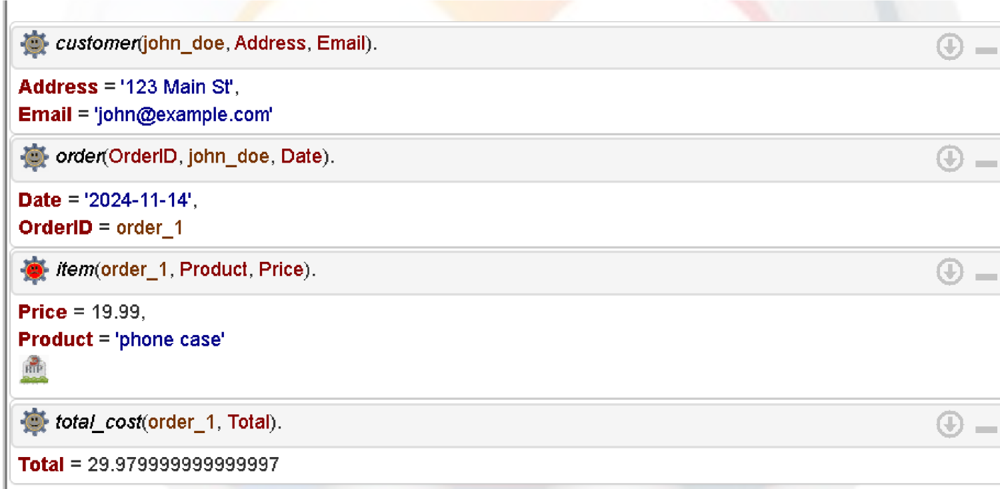 customer(john_doe, Address, Email).
Address = '123 Main St',
Email = 'john@example.com'
order(OrderID, john_doe, Date).
Date = '2024-11-14',
OrderID = order_1
item(order_1, Product, Price).
Price = 19.99,
Product = 'phone case'
RIP
total_cost(order_1, Total).
Total = 29.979999999999997